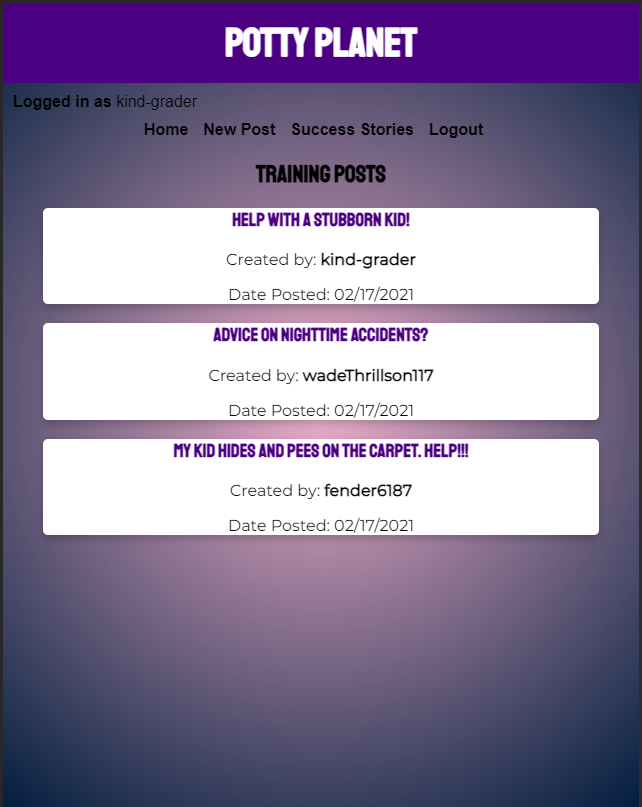 POTTY PLANET
Logged in as kind-grader
Home New Post Success Stories Logout
TRAINING POSTS
HELP WITH A STUBBORN KID!
Created by: kind-grader
Date Posted: 02/17/2021
ADVICE ON NIGHTTIME ACCIDENTS?
Created by: wadeThrillson117
Date Posted: 02/17/2021
MY KID HIDES AND PEES ON THE CARPET. HELP!!!
Created by: fender6187
Date Posted: 02/17/2021